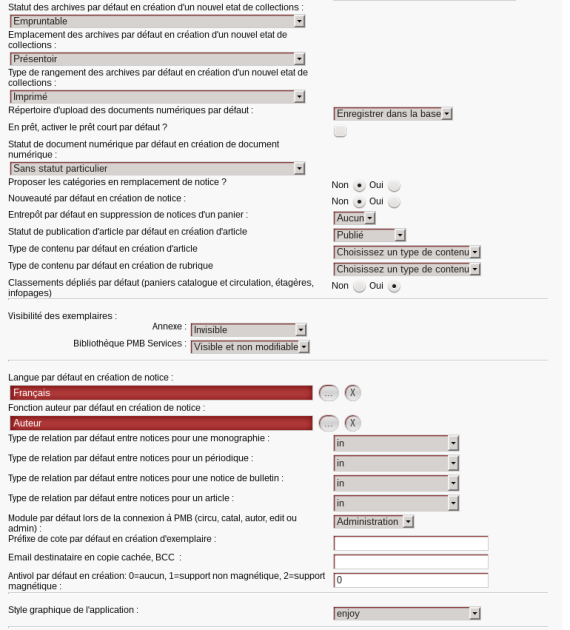 Statut des archives par défaut en création d'un nouvel etat de collections :
Empruntable
Emplacement des archives par défaut en création d'un nouvel etat de
collections :
Présentoir
Type de rangement des archives par défaut en création d'un nouvel etat de
collections :
Imprimé
Répertoire d'upload des documents numériques par défaut : Enregistrer dans la base
En prêt, activer le prêt court par défaut ?
Statut de document numérique par défaut en création de document
numérique :
Sans statut particulier
Proposer les catégories en remplacement de notice ? Non Oui
Nouveauté par défaut en création de notice : Non Oui
Entrepôt par défaut en suppression de notices d'un panier : Aucun
Statut de publication d'article par défaut en création d'article Publié
Type de contenu par défaut en création d'article Choisissez un type de contenu
Type de contenu par défaut en création de rubrique Choisissez un type de contenu
Classements dépliés par défaut (paniers catalogue et circulation, étagères,
infopages) Non Oui
Visibilité des exemplaires :
Annexe : Invisible
Bibliothèque PMB Services : Visible et non modifiable
Langue par défaut en création de notice :
Français ... X
Fonction auteur par défaut en création de notice :
Auteur ... X
Type de relation par défaut entre notices pour une monographie : in
Type de relation par défaut entre notices pour un périodique : in
Type de relation par défaut entre notices pour une notice de bulletin : in
Type de relation par défaut entre notices pour un article : in
Module par défaut lors de la connexion à PMB (circu, catal, autor, edit ou
admin) : Administration
Préfixe de cote par défaut en création d'exemplaire :
Email destinataire en copie cachée, BCC :
Antivol par défaut en création: 0=aucun, 1=support non magnétique, 2=support
magnétique : 0
Style graphique de l'application : enjoy